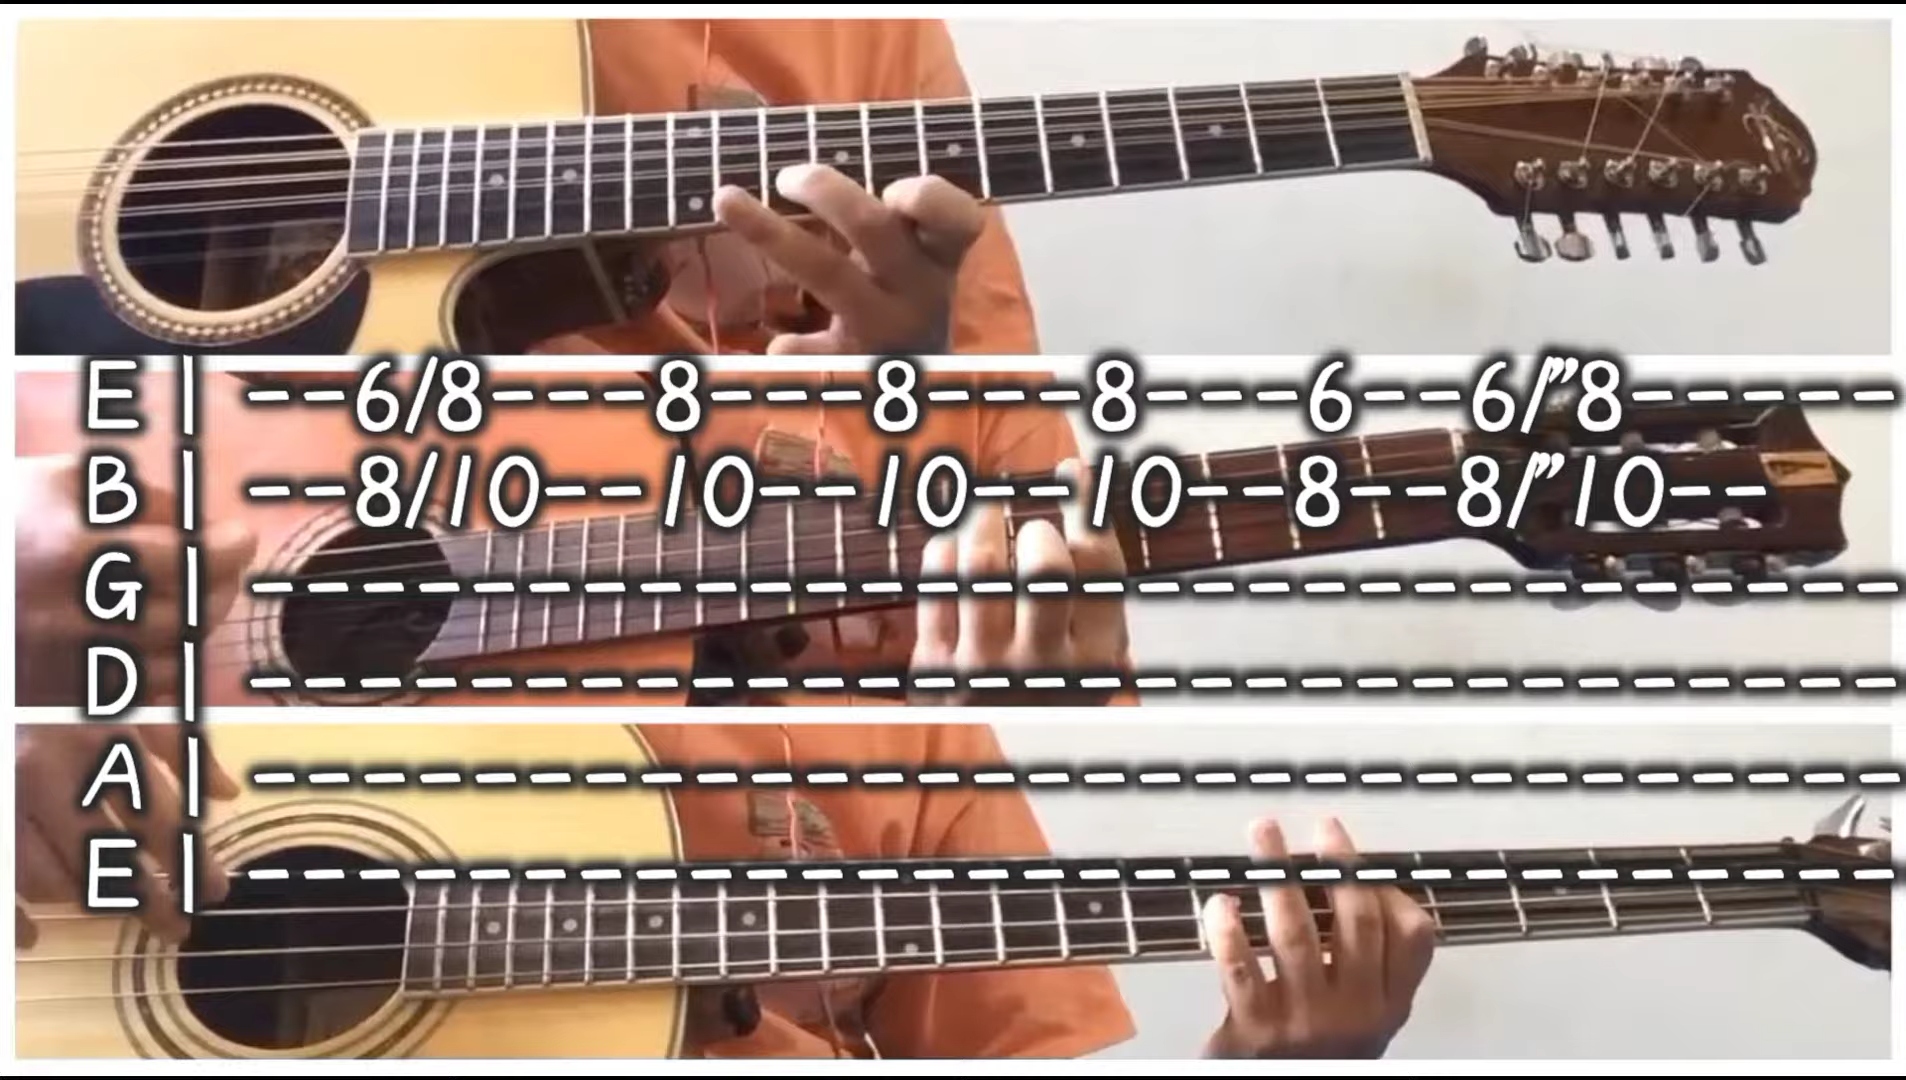 E | --6/8---8---8---8---6--6/"8-----
B | --8/10--10--10--10--8--8/"10--
G | ------------------------------
D | ------------------------------
A | ------------------------------
E | ------------------------------